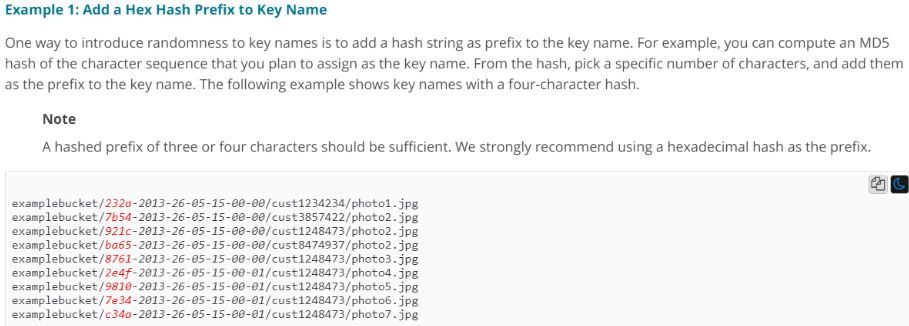 Example 1: Add a Hex Hash Prefix to Key Name
One way to introduce randomness to key names is to add a hash string as prefix to the key name. For example, you can compute an MD5
hash of the character sequence that you plan to assign as the key name. From the hash, pick a specific number of characters, and add them
as the prefix to the key name. The following example shows key names with a four-character hash.
Note
A hashed prefix of three or four characters should be sufficient. We strongly recommend using a hexadecimal hash as the prefix.
examplebucket/232a-2013-26-05-15-00-00/cust1234234/photo1.jpg
examplebucket/7b54-2013-26-05-15-00-00/cust3857422/photo2.jpg
examplebucket/921c-2013-26-05-15-00-00/cust1248473/photo2.jpg
examplebucket/ba65-2013-26-05-15-00-00/cust8474937/photo2.jpg
examplebucket/8761-2013-26-05-15-00-00/cust1248473/photo3.jpg
examplebucket/2e4f-2013-26-05-15-00-01/cust1248473/photo4.jpg
examplebucket/9810-2013-26-05-15-00-01/cust1248473/photo5.jpg
examplebucket/7e34-2013-26-05-15-00-01/cust1248473/photo6.jpg
examplebucket/c34a-2013-26-05-15-00-01/cust1248473/photo7.jpg